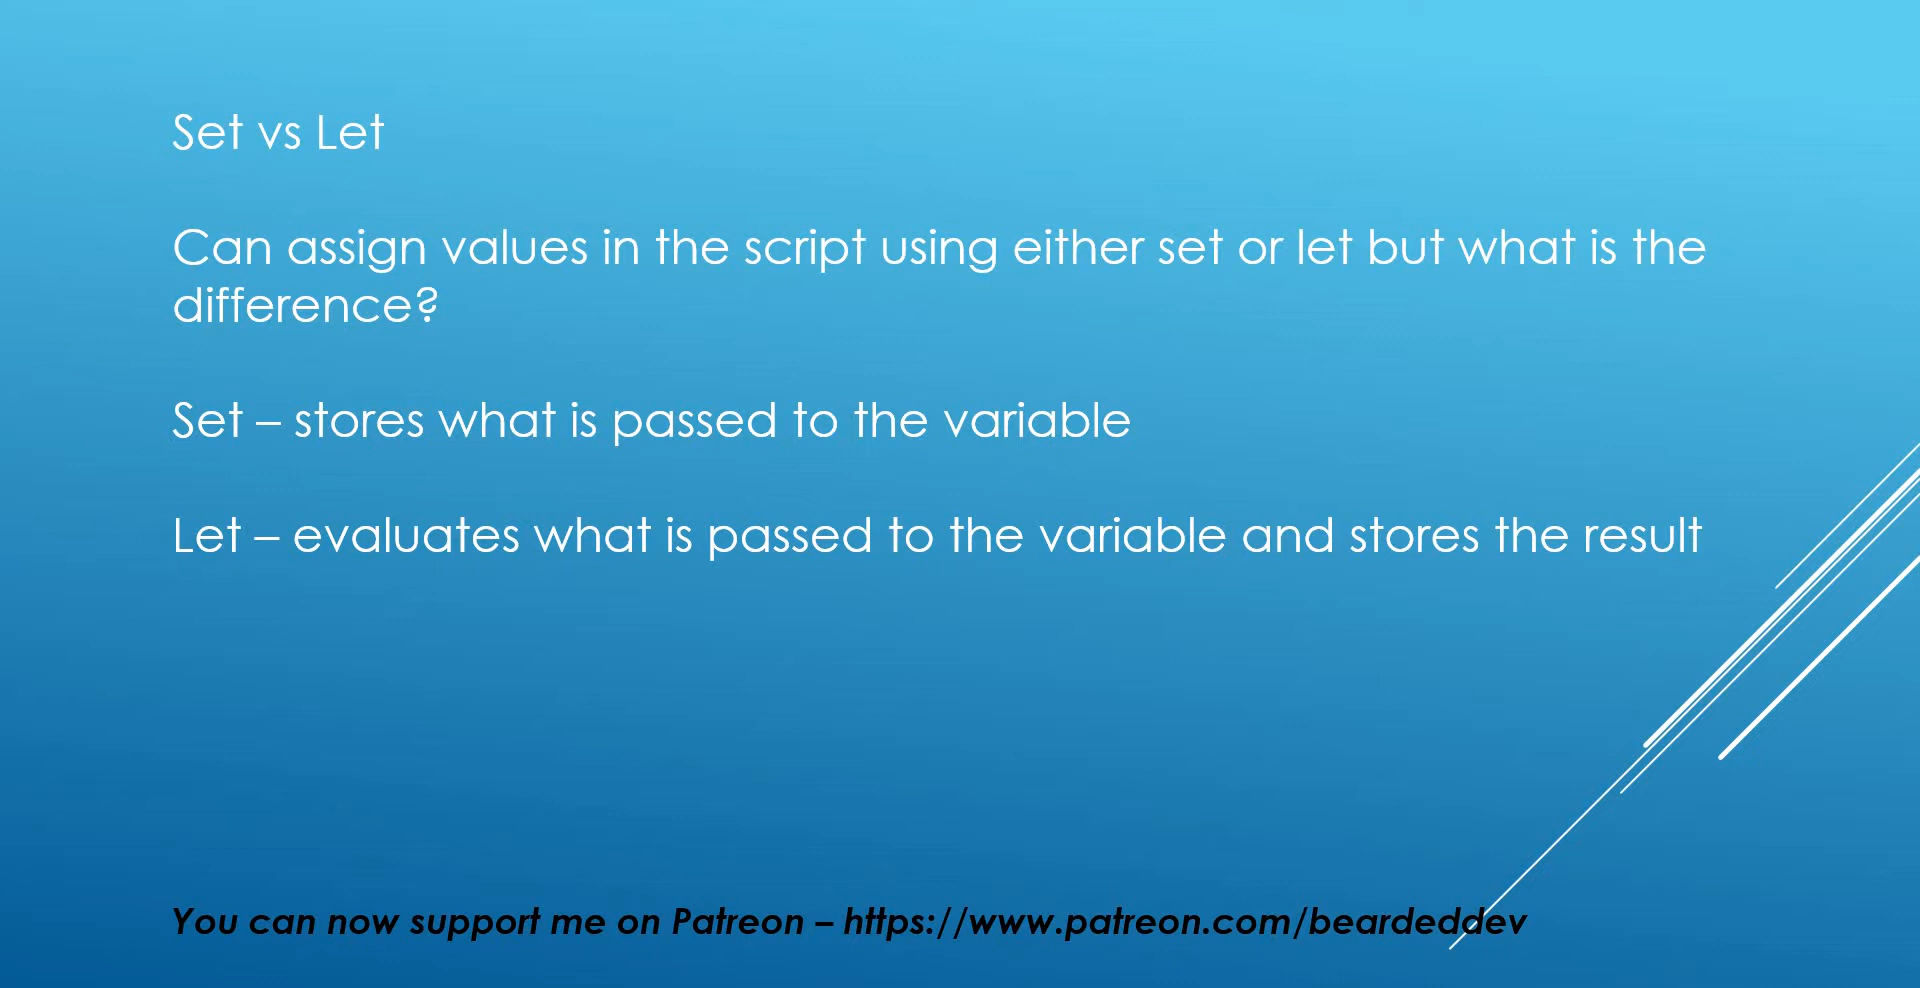 Set vs Let
Can assign values in the script using either set or let but what is the
difference?
Set – stores what is passed to the variable
Let – evaluates what is passed to the variable and stores the result
You can now support me on Patreon – https://www.patreon.com/beardeddev